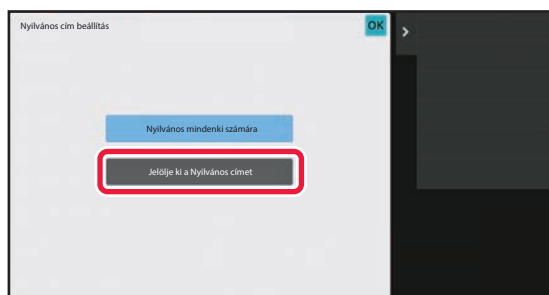 Nyilvános cím beállítás
OK
Nyilvános mindenki számára
Jelölje ki a Nyilvános címet